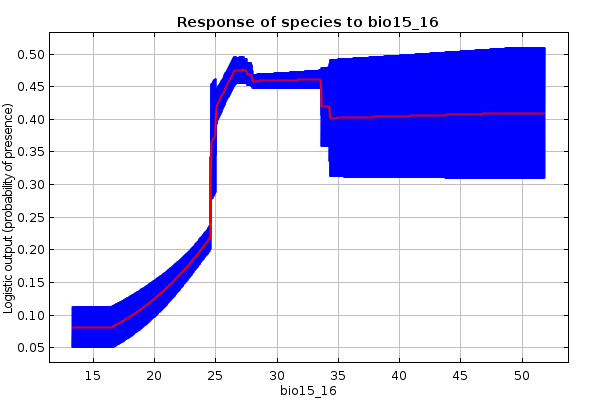 Response of species to bio15_16
Logistic output (probability of presence)
0.50
0.45
0.40
0.35
0.30
0.25
0.20
0.15
0.10
0.05
15 20 25 30 35 40 45 50
bio15_16